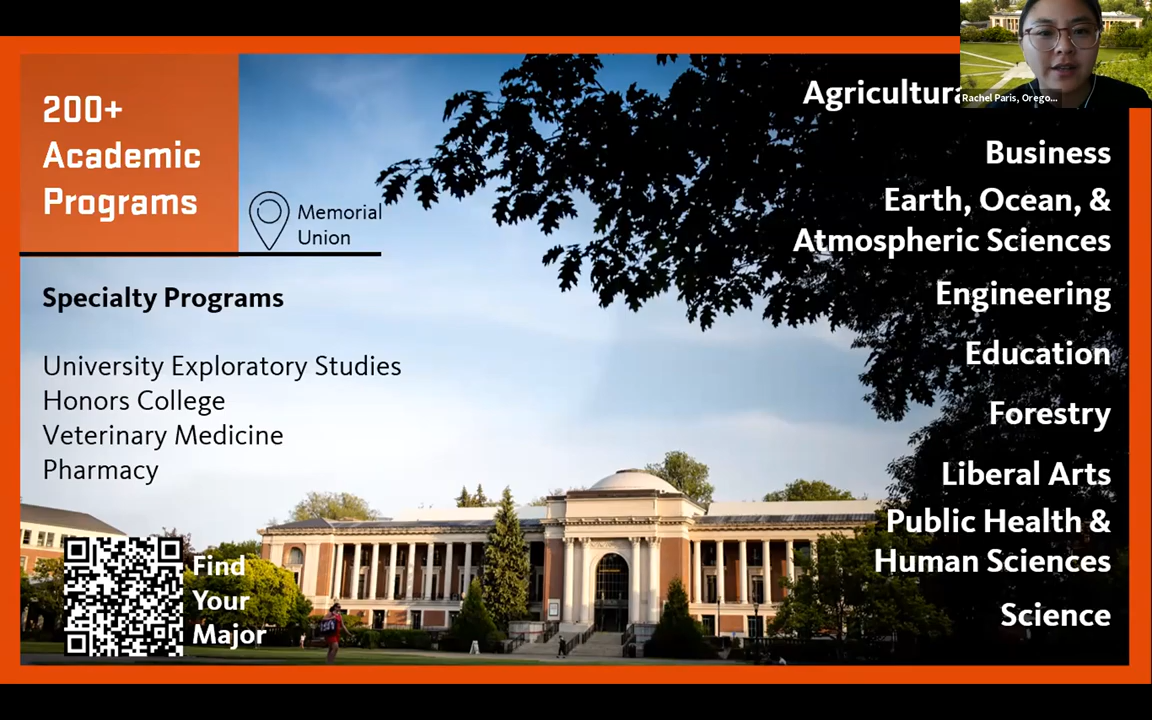 200+
Academic
Programs
Memorial
Union
Specialty Programs
University Exploratory Studies
Honors College
Veterinary Medicine
Pharmacy
Find
Your
Major
Rachel Paris, Orego...
Business
Earth, Ocean, &
Atmospheric Sciences
Engineering
Education
Forestry
Liberal Arts
Public Health &
Human Sciences
Science